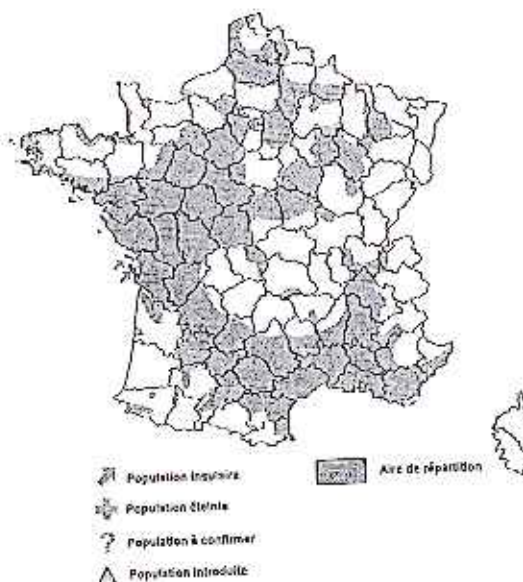 Population insulaire
Aire de répartition
Population éteinte
? Population à confirmer
Population introduite